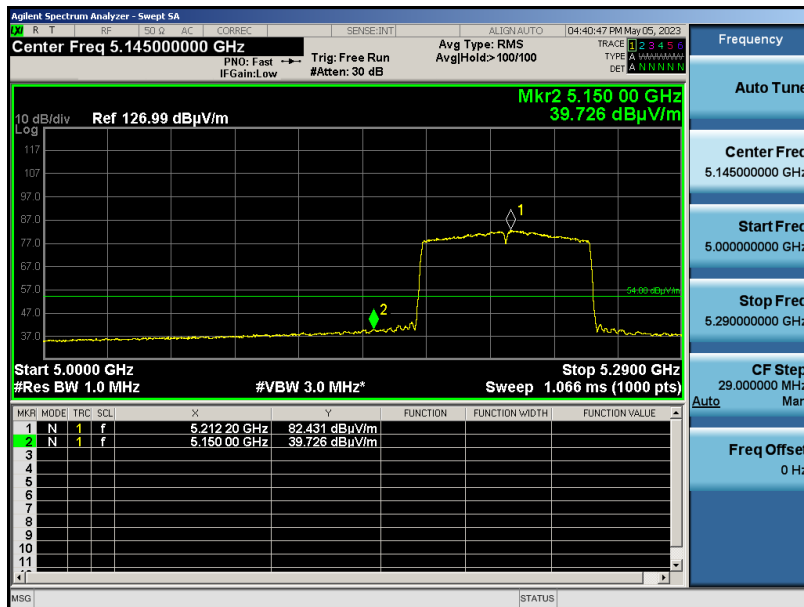 Agilent Spectrum Analyzer - Swept SA
LXI R T RF 50 Ω AC CORREC SENSE:INT ALIGN AUTO 04:40:47 PM May 05, 2023
Center Freq 5.145000000 GHz
PNO: Fast
IFGain:Low
Trig: Free Run
#Atten: 30 dB
Avg Type: RMS
Avg|Hold:>100/100
TRACE 1 2 3 4 5 6
TYPE A WWWWW
DET A N N N N N
Mkr2 5.150 00 GHz
39.726 dBµV/m
10 dB/div Ref 126.99 dBµV/m
Log
117
107
97.0
87.0
77.0
67.0
57.0
47.0
37.0
1
2
54.00 dBµV/m
Start 5.0000 GHz Stop 5.2900 GHz
#Res BW 1.0 MHz #VBW 3.0 MHz* Sweep 1.066 ms (1000 pts)
MKR MODE TRC SCL X Y FUNCTION FUNCTION WIDTH FUNCTION VALUE
1 N 1 f 5.212 20 GHz 82.431 dBµV/m
2 N 1 f 5.150 00 GHz 39.726 dBµV/m
3
4
5
6
7
8
9
10
11
MSG STATUS
Frequency
Auto Tune
Center Freq
5.145000000 GHz
Start Freq
5.000000000 GHz
Stop Freq
5.290000000 GHz
CF Step
29.000000 MHz
Auto Man
Freq Offset
0 Hz